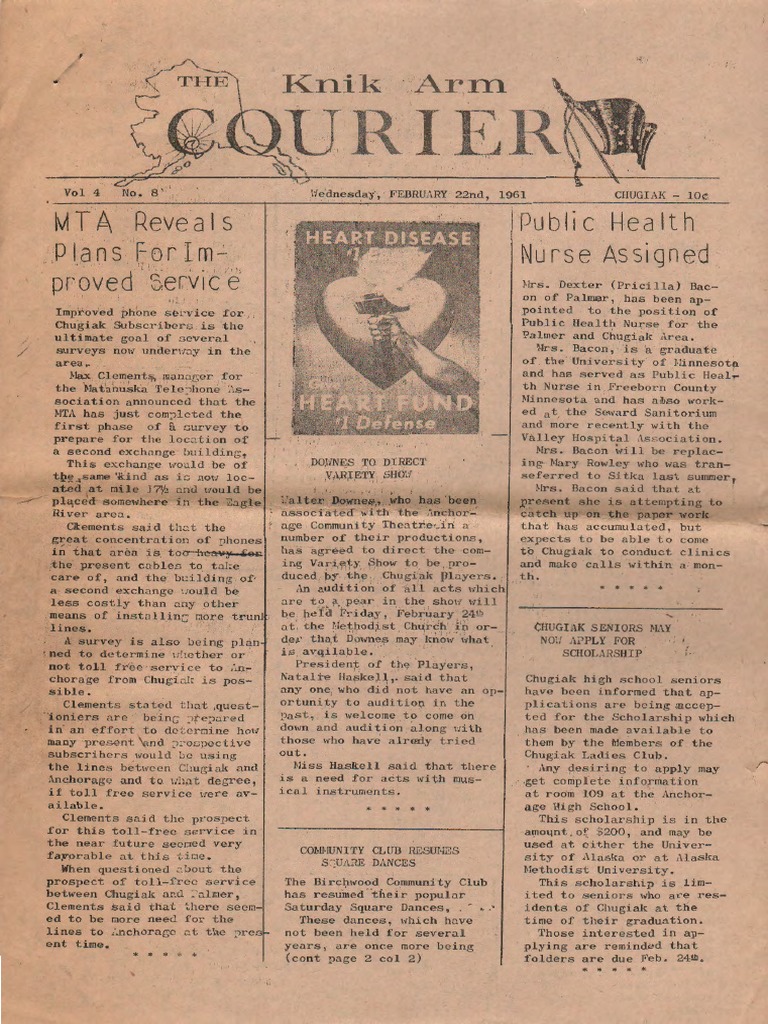 THE Knik Arm
COURIER
Vol 4 No. 8 Wednesday, FEBRUARY 22nd, 1961 CHUGIAK - 10¢
MTA Reveals
Plans For Im-
proved Service
Improved phone service for
Chugiak Subscribers is the
ultimate goal of several
surveys now underway in the
area.
Max Clements, manager for
the Matanuska Telephone As-
sociation announced that the
MTA has just completed the
first phase of a survey to
prepare for the location of
a second exchange building,
This exchange would be of
the same kind as is now loc-
ated at mile 17½ and would be
placed somewhere in the Eagle
River area.
Clements said that the
great concentration of phones
in that area is too heavy for
the present cables to take
care of, and the building of
a second exchange would be
less costly than any other
means of installing more trunk
lines.
A survey is also being plan-
ned to determine whether or
not toll free service to An-
chorage from Chugiak is pos-
sible.
Clements stated that quest-
ioniers are being prepared
in an effort to determine how
many present and prospective
subscribers would be using
the lines between Chugiak and
Anchorage and to what degree,
if toll free service were av-
ailable.
Clements said the prospect
for this toll-free service in
the near future seemed very
favorable at this time.
When questioned about the
prospect of toll-free service
between Chugiak and Palmer,
Clements said that there seem-
ed to be more need for the
lines to Anchorage at the pres-
ent time.
* * * * *
HEART DISEASE
#1
HEART FUND
#1 Defense
DOWNES TO DIRECT
VARIETY SHOW
Walter Downes, who has been
associated with the Anchor-
age Community Theatre in a
number of their productions,
has agreed to direct the com-
ing Variety Show to be pro-
duced by the Chugiak Players.
An audition of all acts which
are to a pear in the show will
be held Friday, February 24th
at the Methodist Church in or-
der that Downes may know what
is avqilable.
President of the Players,
Natalie Haskell, said that
any one who did not have an op-
portunity to audition in the
past, is welcome to come on
down and audition along with
those who have alredy tried
out.
Miss Haskell said that there
is a need for acts with mus-
ical instruments.
* * * * *
COMMUNITY CLUB RESUMES
SQUARE DANCES
The Birchwood Community Club
has resumed their popular
Saturday Square Dances,
These dances, which have
not been held for several
years, are once more being
(cont page 2 col 2)
Public Health
Nurse Assigned
Mrs. Dexter (Pricilla) Bac-
on of Palmer, has been ap-
pointed to the position of
Public Health Nurse for the
Palmer and Chugiak Area.
Mrs. Bacon, is a graduate
of the University of Minnesota
and has served as Public Heal-
th Nurse in Freeborn County
Minnesota and has also work-
ed at the Seward Sanitorium
and more recently with the
Valley Hospital Association.
Mrs. Bacon will be replac-
ing Mary Rowley who was tran-
seferred to Sitka last summer,
Mrs. Bacon said that at
present she is attempting to
catch up on the paper work
that has accumulated, but
expects to be able to come
to Chugiak to conduct clinics
and make calls within a mon-
th.
* * * * *
CHUGIAK SENIORS MAY
NOW APPLY FOR
SCHOLARSHIP
Chugiak high school seniors
have been informed that ap-
plications are being accep-
ted for the Scholarship which
has been made available to
them by the Members of the
Chugiak Ladies Club.
Any desiring to apply may
get complete information
at room 109 at the Anchor-
age High School.
This scholarship is in the
amount of $200, and may be
used at either the Univer-
sity of Alaska or at Alaska
Methodist University.
This scholarship is lim-
ited to seniors who are res-
idents of Chugiak at the
time of their graduation.
Those interested in ap-
plying are reminded that
folders are due Feb. 24th.
* * * * *